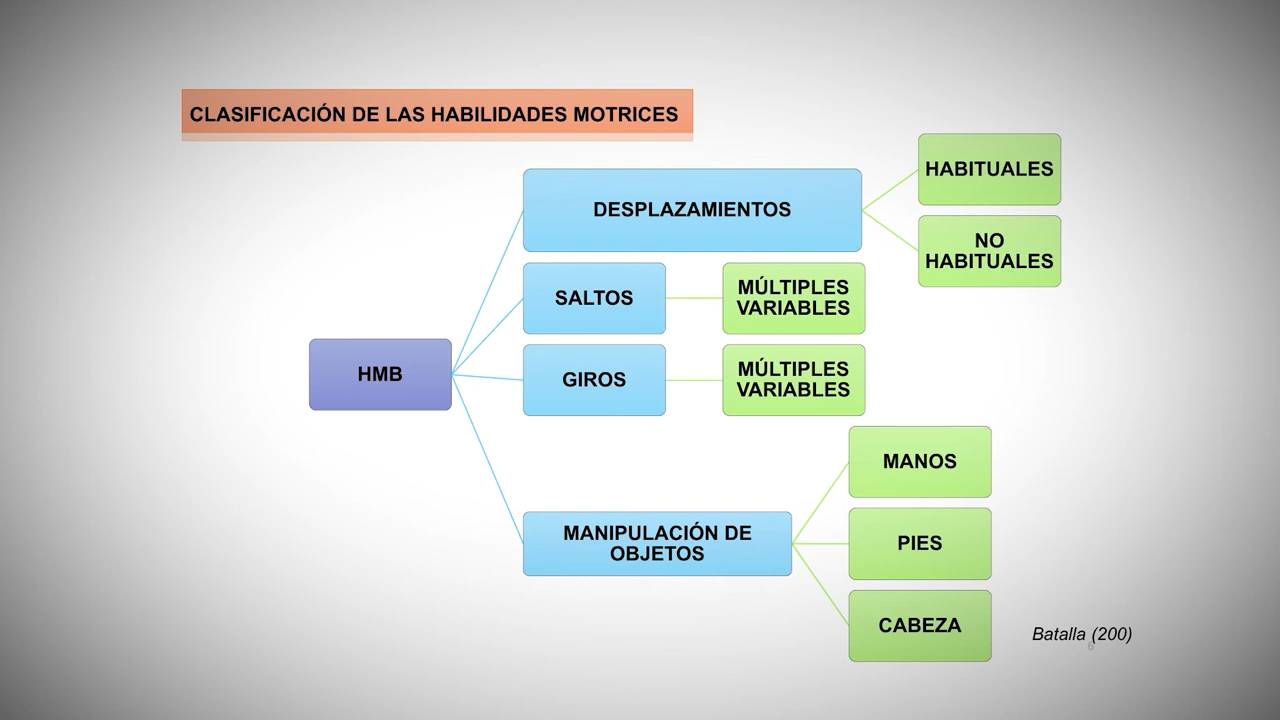 CLASIFICACIÓN DE LAS HABILIDADES MOTRICES
HMB
DESPLAZAMIENTOS
HABITUALES
NO
HABITUALES
SALTOS
MÚLTIPLES
VARIABLES
GIROS
MÚLTIPLES
VARIABLES
MANIPULACIÓN DE
OBJETOS
MANOS
PIES
CABEZA
Batalla (200)
6